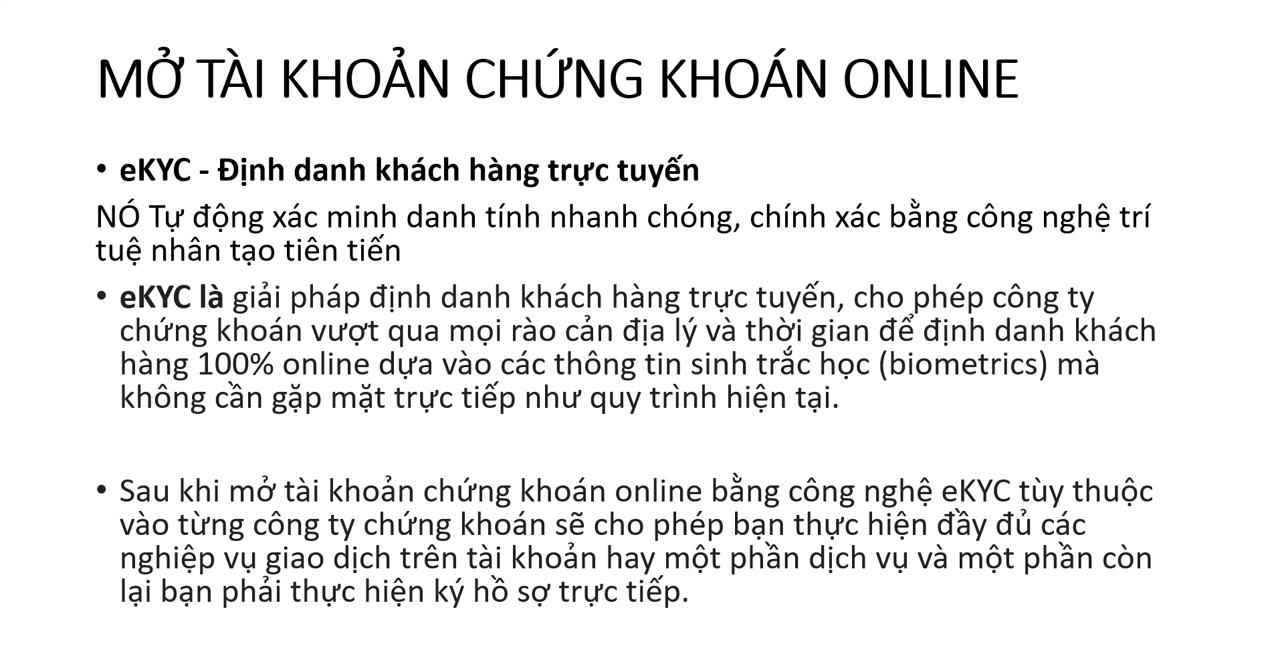 MỞ TÀI KHOẢN CHỨNG KHOÁN ONLINE
• eKYC - Định danh khách hàng trực tuyến
NÓ Tự động xác minh danh tính nhanh chóng, chính xác bằng công nghệ trí
tuệ nhân tạo tiên tiến
• eKYC là giải pháp định danh khách hàng trực tuyến, cho phép công ty
chứng khoán vượt qua mọi rào cản địa lý và thời gian để định danh khách
hàng 100% online dựa vào các thông tin sinh trắc học (biometrics) mà
không cần gặp mặt trực tiếp như quy trình hiện tại.
• Sau khi mở tài khoản chứng khoán online bằng công nghệ eKYC tùy thuộc
vào từng công ty chứng khoán sẽ cho phép bạn thực hiện đầy đủ các
nghiệp vụ giao dịch trên tài khoản hay một phần dịch vụ và một phần còn
lại bạn phải thực hiện ký hồ sợ trực tiếp.